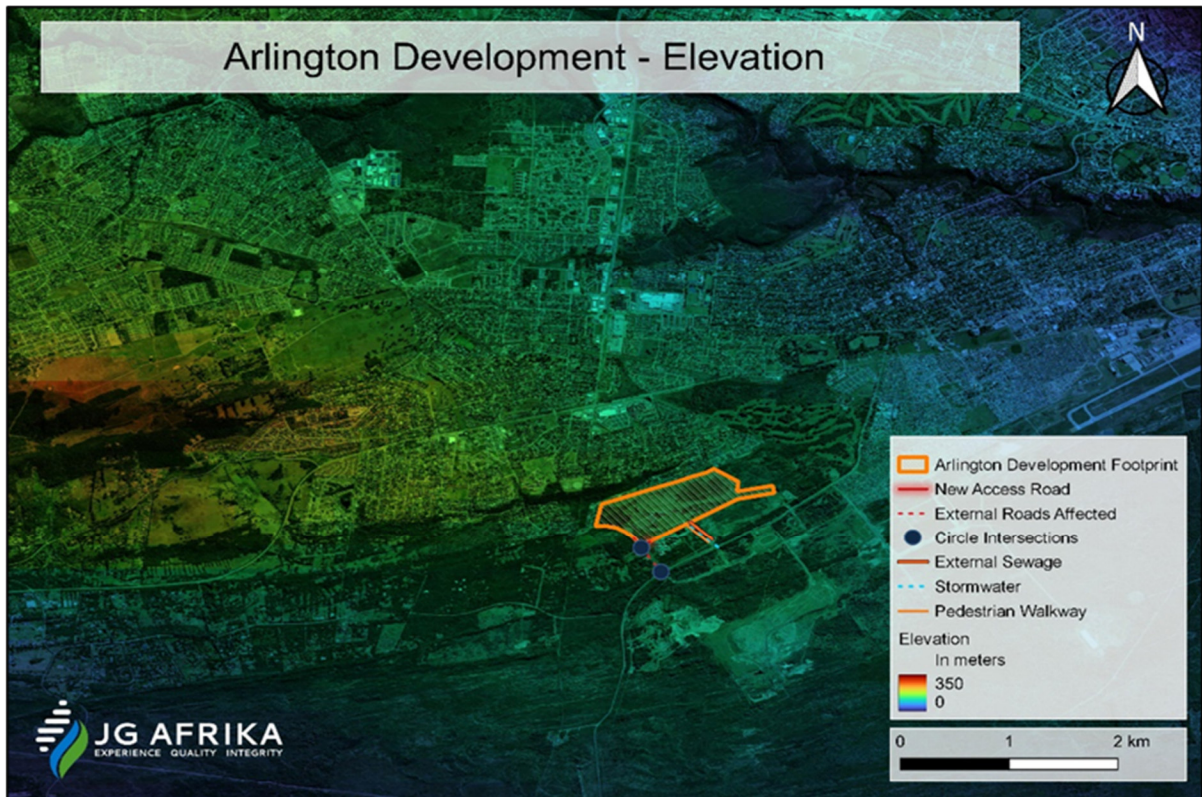 Arlington Development - Elevation
N
Arlington Development Footprint
New Access Road
External Roads Affected
Circle Intersections
External Sewage
Stormwater
Pedestrian Walkway
Elevation
In meters
350
0
0 1 2 km
JG AFRIKA
EXPERIENCE QUALITY INTEGRITY